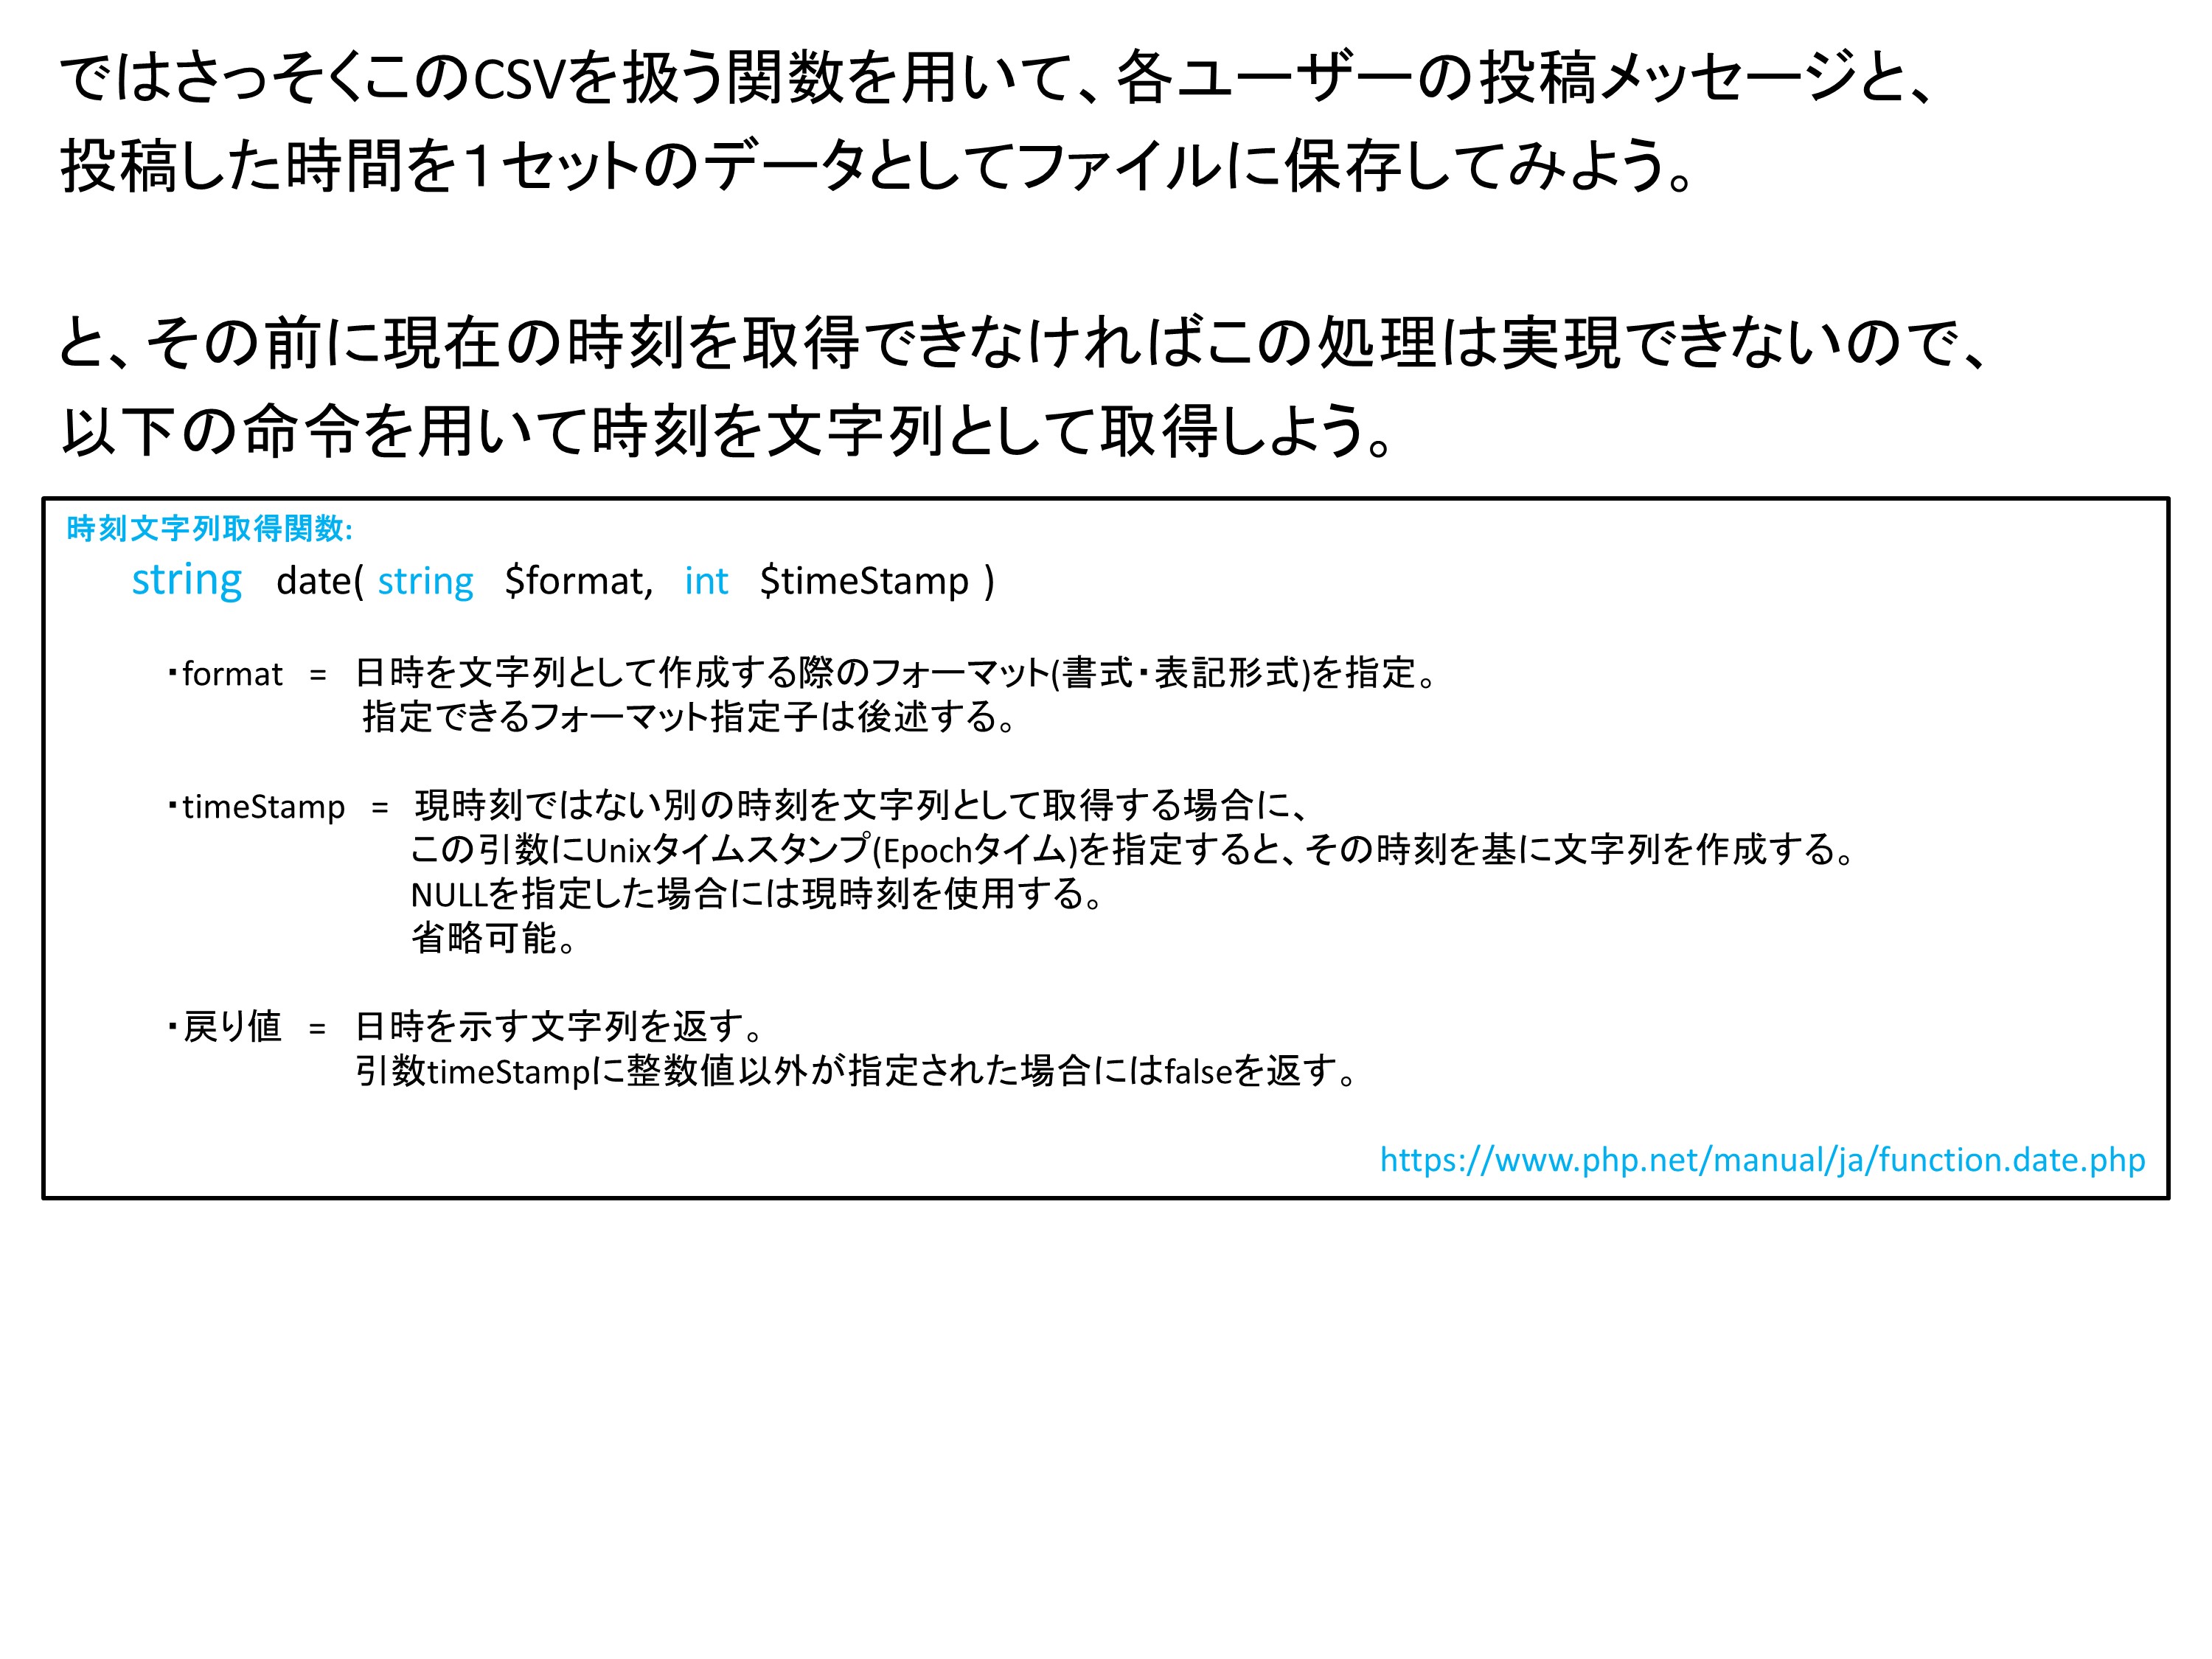 ではさっそくこのCSVを扱う関数を用いて、各ユーザーの投稿メッセージと、
投稿した時間を１セットのデータとしてファイルに保存してみよう。
と、その前に現在の時刻を取得できなければこの処理は実現できないので、
以下の命令を用いて時刻を文字列として取得しよう。
時刻文字列取得関数:
string date( string $format, int $timeStamp )
・format = 日時を文字列として作成する際のフォーマット(書式・表記形式)を指定。
指定できるフォーマット指定子は後述する。
・timeStamp = 現時刻ではない別の時刻を文字列として取得する場合に、
この引数にUnixタイムスタンプ(Epochタイム)を指定すると、その時刻を基に文字列を作成する。
NULLを指定した場合には現時刻を使用する。
省略可能。
・戻り値 = 日時を示す文字列を返す。
引数timeStampに整数値以外が指定された場合にはfalseを返す。
https://www.php.net/manual/ja/function.date.php